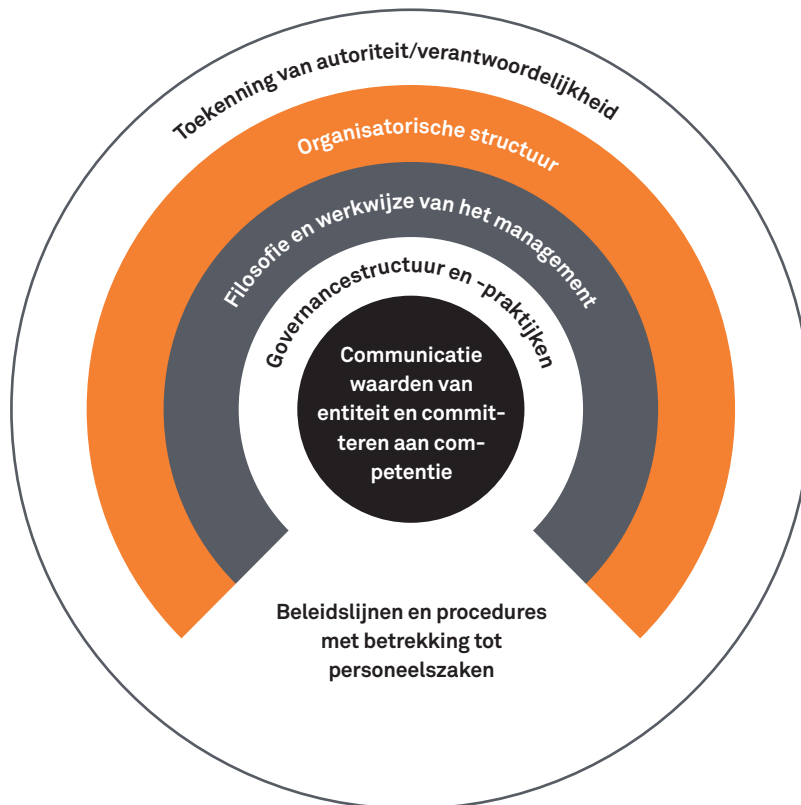 Toekenning van autoriteit/verantwoordelijkheid
Organisatorische structuur
Filosofie en werkwijze van het management
Governancestructuur en -praktijken
Communicatie
waarden van
entiteit en commit-
teren aan com-
petentie
Beleidslijnen en procedures
met betrekking tot
personeelszaken